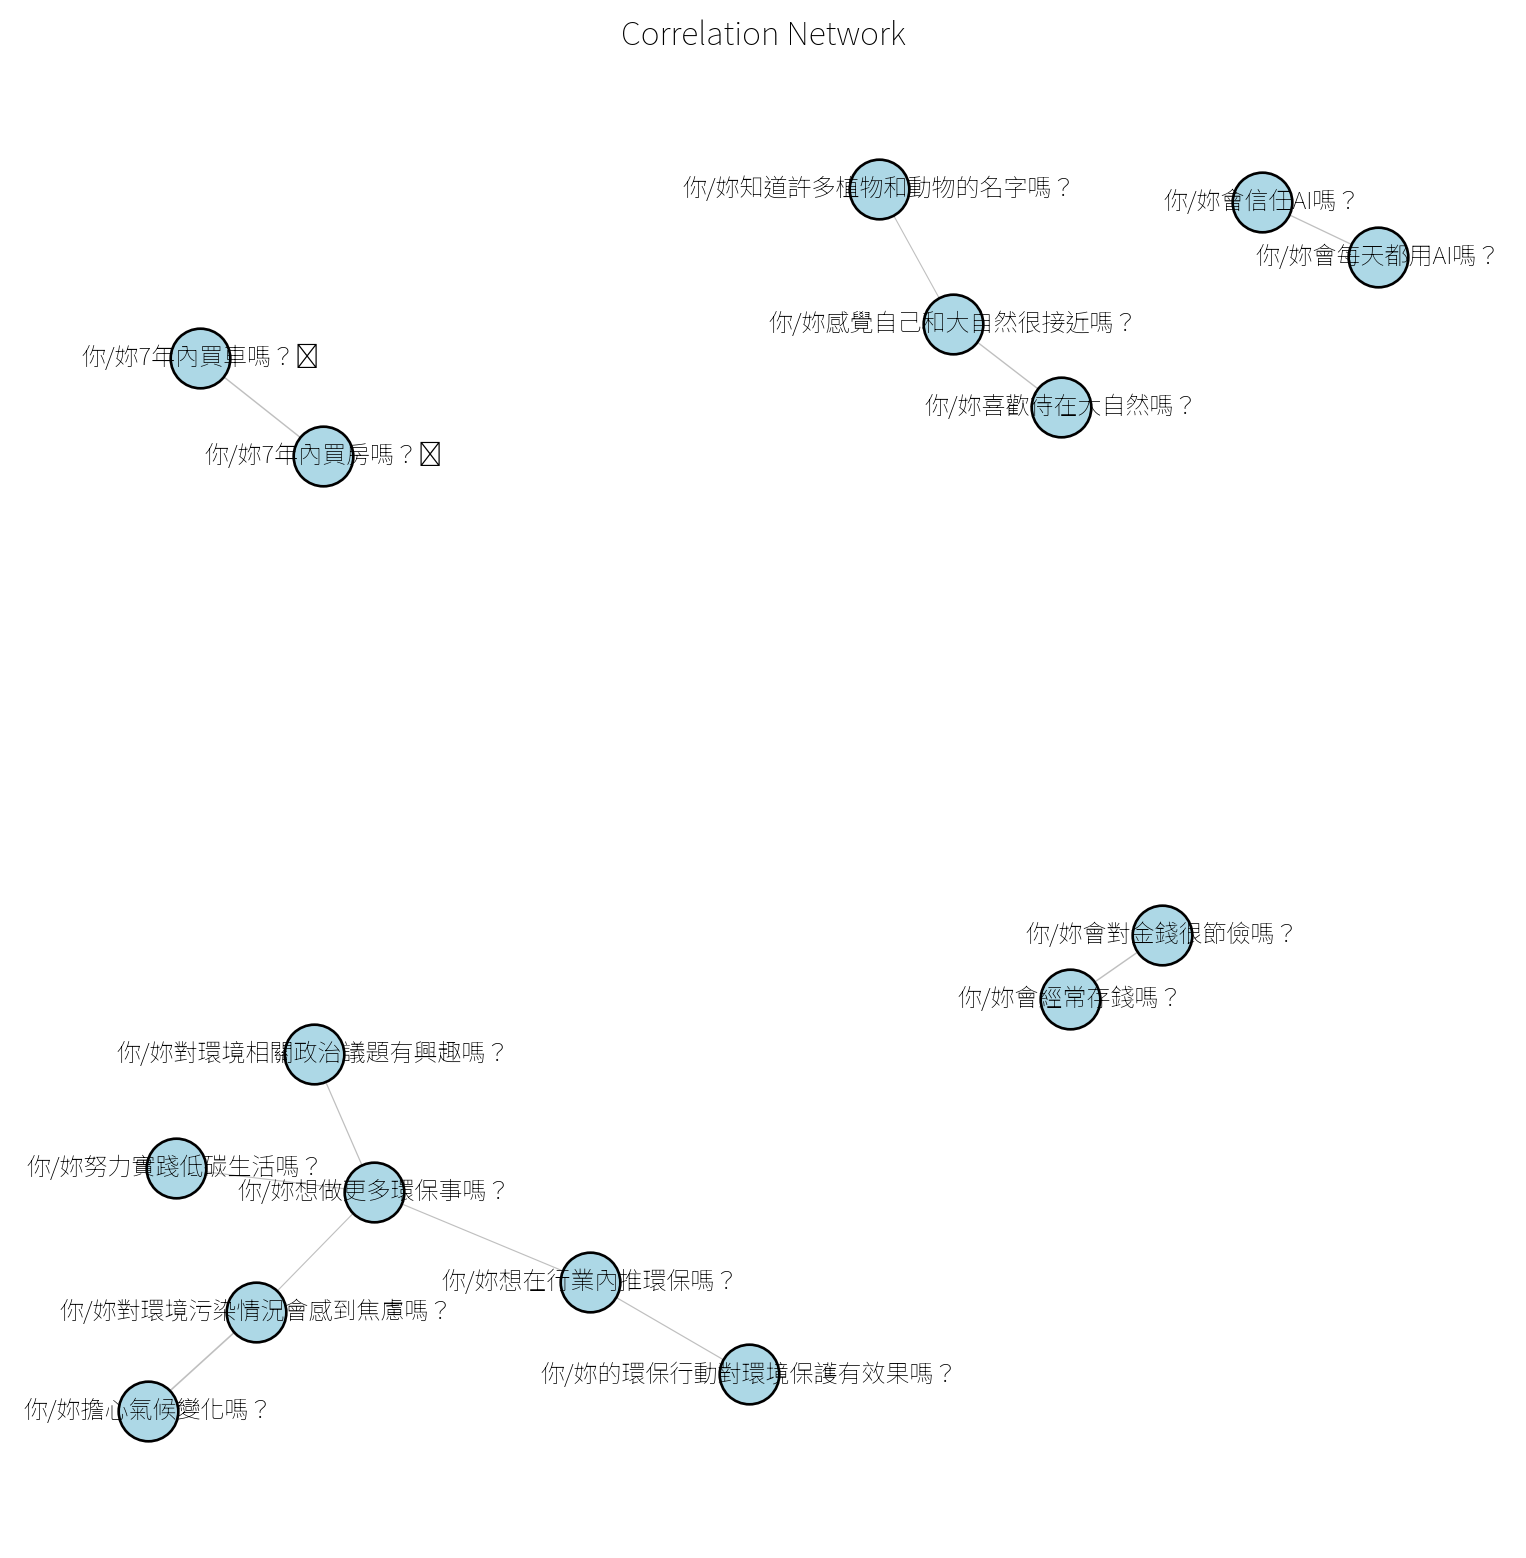 Correlation Network
你/妳知道許多植物和動物的名字嗎？
你/妳會信任AI嗎？
你/妳會每天都用AI嗎？
你/妳感覺自己和大自然很接近嗎？
你/妳7年內買車嗎？
你/妳喜歡待在大自然嗎？
你/妳7年內買房嗎？
你/妳會對金錢很節儉嗎？
你/妳會經常存錢嗎？
你/妳對環境相關政治議題有興趣嗎？
你/妳努力實踐低碳生活嗎？
你/妳想做更多環保事嗎？
你/妳想在行業內推環保嗎？
你/妳對環境污染情況會感到焦慮嗎？
你/妳的環保行動對環境保護有效果嗎？
你/妳擔心氣候變化嗎？